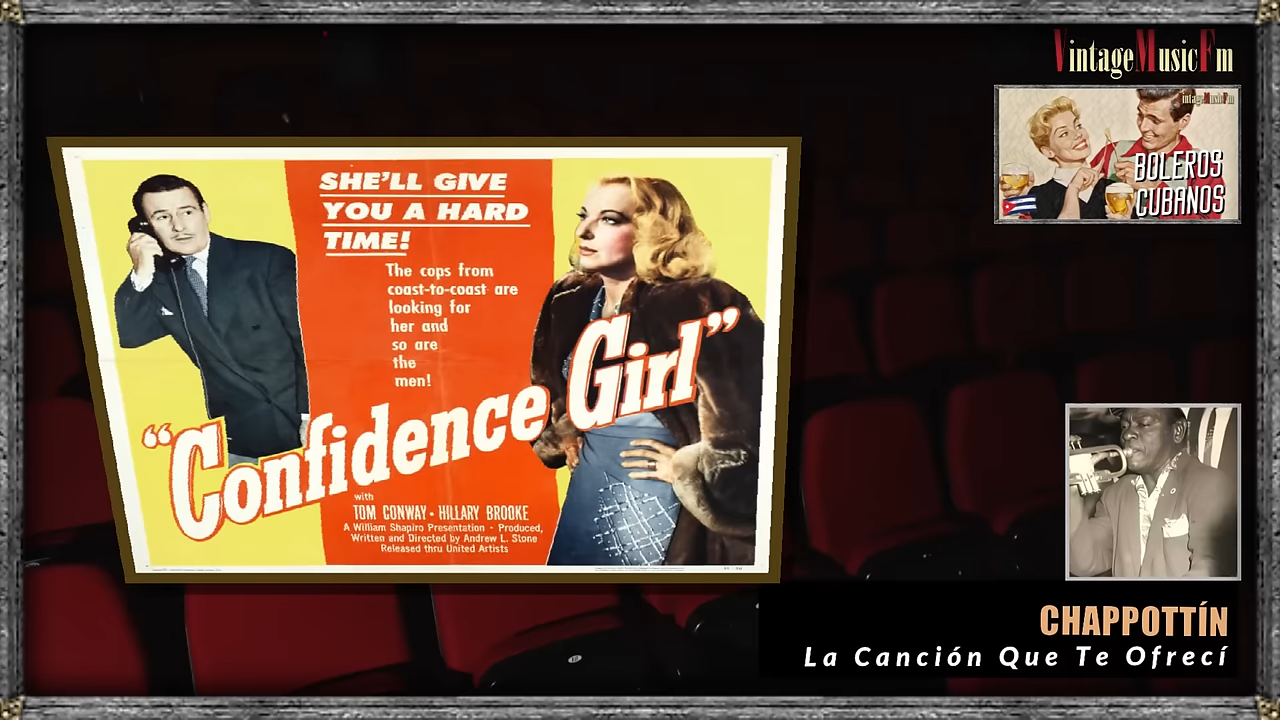 VintageMusicFm
intageMusicFm
BOLEROS
CUBANOS
SHE'LL GIVE
YOU A HARD
TIME!
The cops from
coast-to-coast are
looking for
her and
so are
the
men!
"Confidence Girl"
with
TOM CONWAY · HILLARY BROOKE
A William Shapiro Presentation · Produced,
Written and Directed by Andrew L. Stone
Released thru United Artists
CHAPPOTTÍN
La Canción Que Te Ofrecí